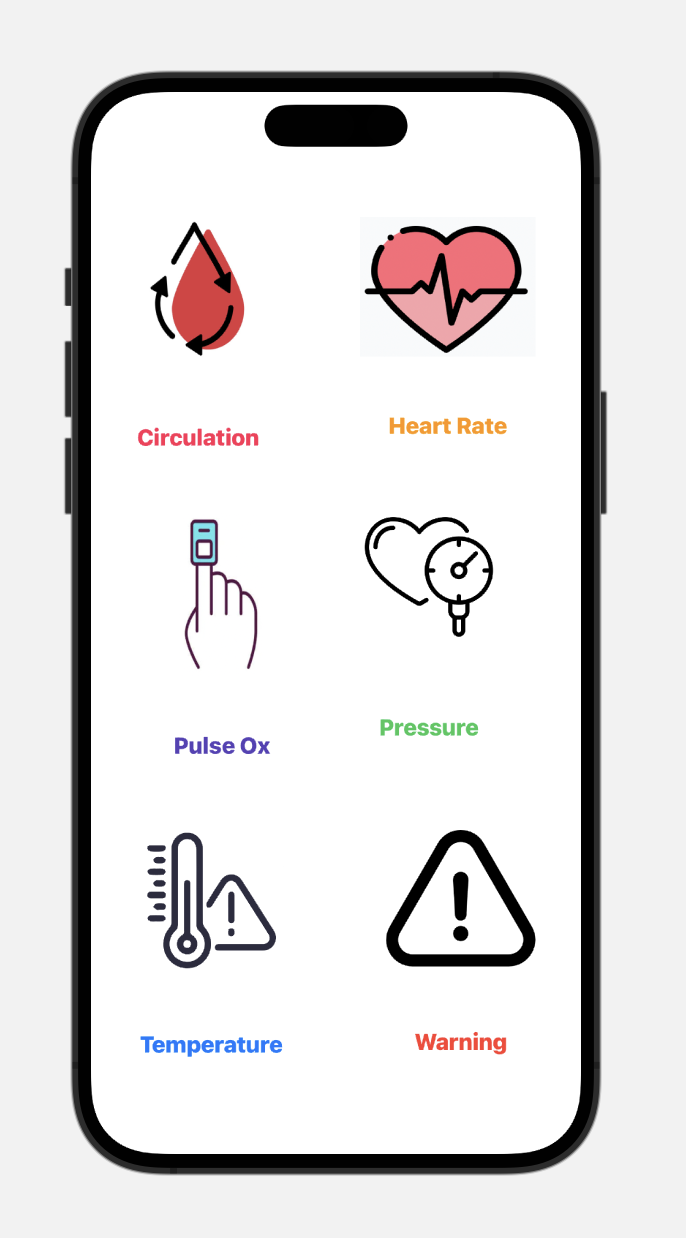 Circulation
Heart Rate
Pulse Ox
Pressure
Temperature
Warning